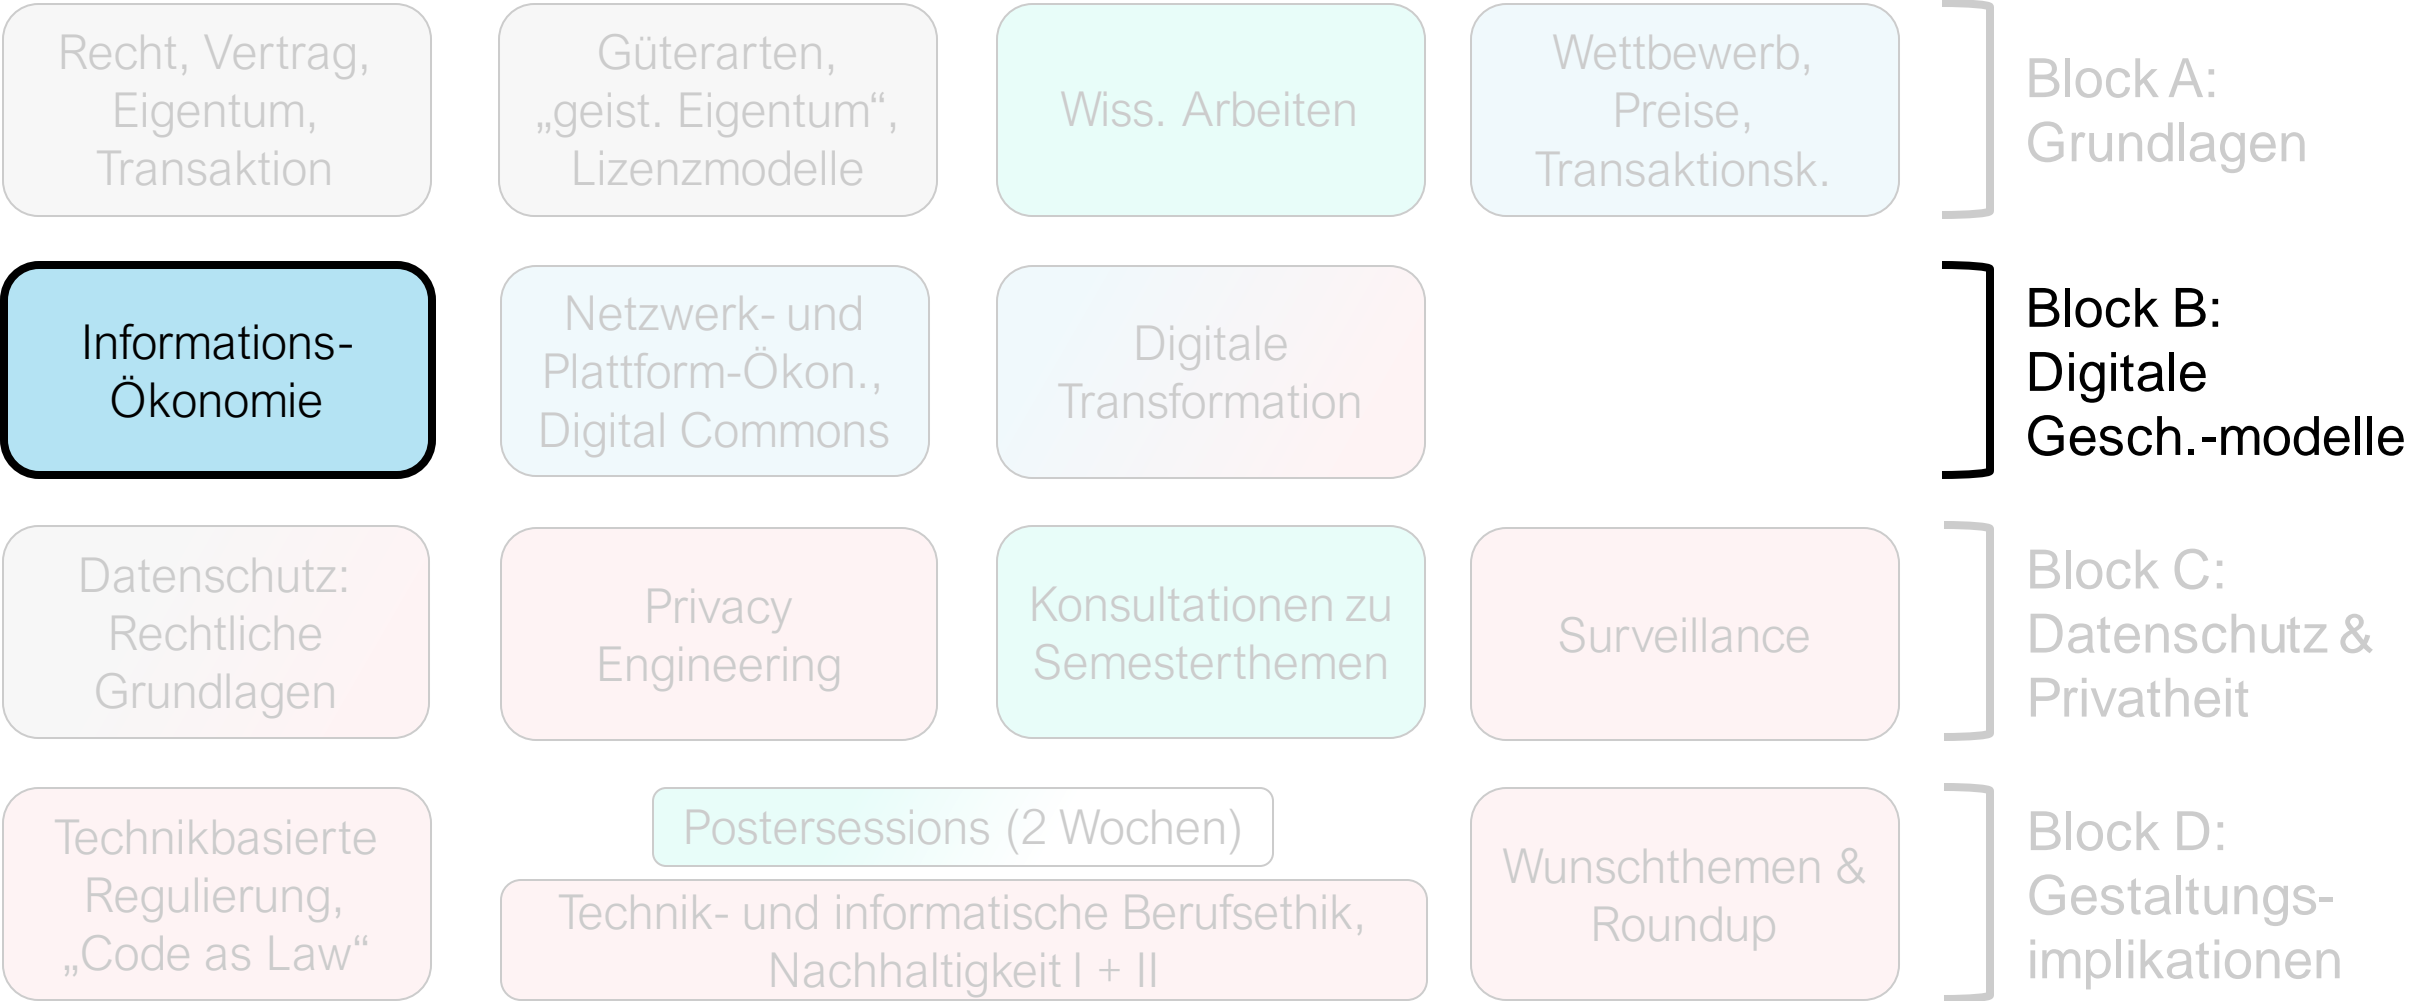 Recht, Vertrag,
Eigentum,
Transaktion
Güterarten,
„geist. Eigentum“,
Lizenzmodelle
Wiss. Arbeiten
Wettbewerb,
Preise,
Transaktionsk.
Block A:
Grundlagen
Informations-
Ökonomie
Netzwerk- und
Plattform-Ökon.,
Digital Commons
Digitale
Transformation
Block B:
Digitale
Gesch.-modelle
Datenschutz:
Rechtliche
Grundlagen
Privacy
Engineering
Konsultationen zu
Semesterthemen
Surveillance
Block C:
Datenschutz &
Privatheit
Technikbasierte
Regulierung,
„Code as Law“
Postersessions (2 Wochen)
Technik- und informatische Berufsethik,
Nachhaltigkeit I + II
Wunschthemen &
Roundup
Block D:
Gestaltungs-
implikationen